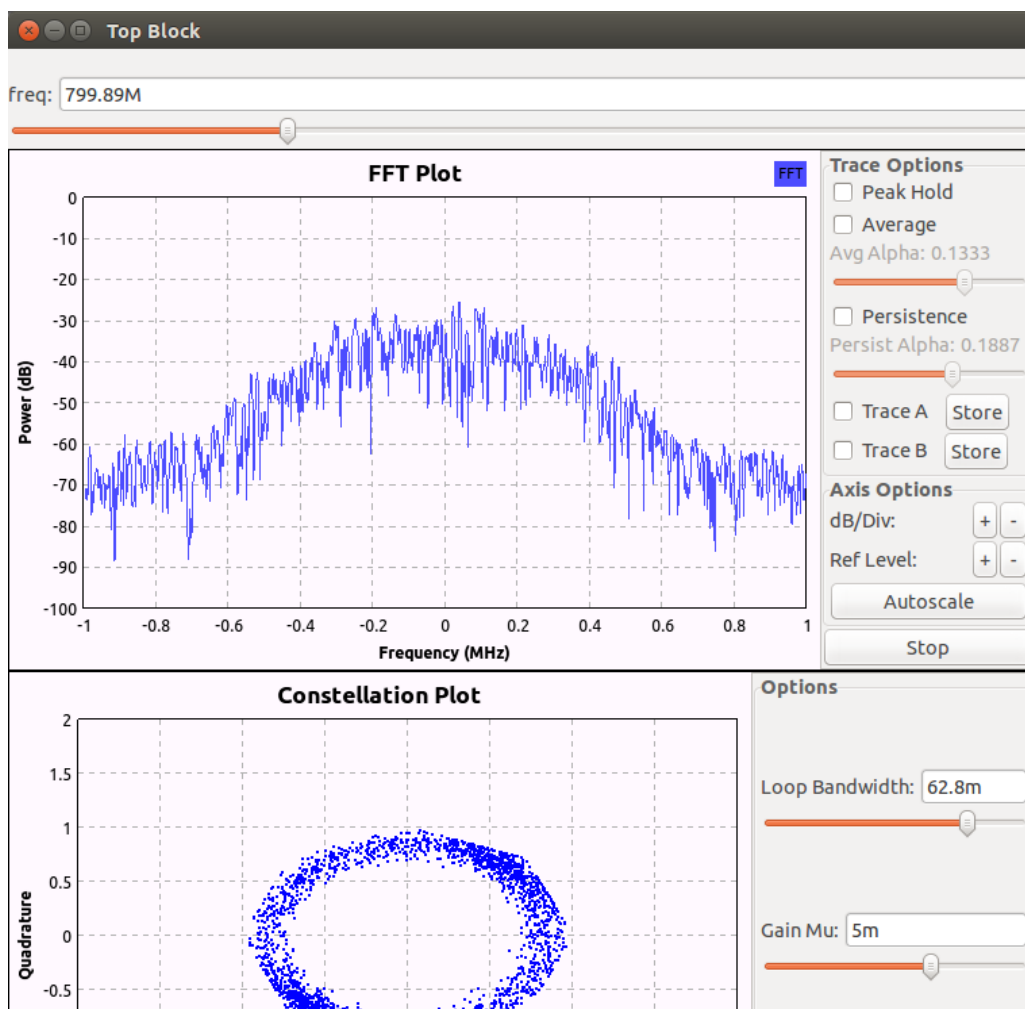 Top Block
freq: 799.89M
FFT Plot
FFT
0
-10
-20
-30
-40
-50
-60
-70
-80
-90
-100
Power (dB)
-1 -0.8 -0.6 -0.4 -0.2 0 0.2 0.4 0.6 0.8 1
Frequency (MHz)
Trace Options
Peak Hold
Average
Avg Alpha: 0.1333
Persistence
Persist Alpha: 0.1887
Trace A Store
Trace B Store
Axis Options
dB/Div: + -
Ref Level: + -
Autoscale
Stop
Constellation Plot
2
1.5
1
0.5
0
-0.5
Quadrature
Options
Loop Bandwidth: 62.8m
Gain Mu: 5m